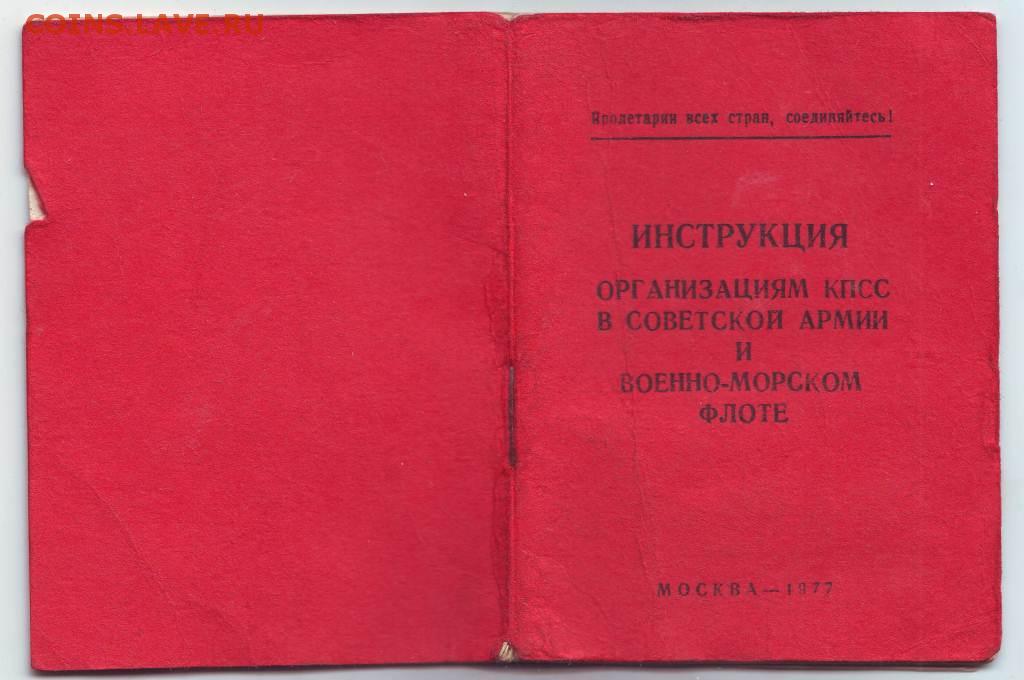 COINS.LAVE.RU
Пролетарии всех стран, соединяйтесь!
ИНСТРУКЦИЯ
ОРГАНИЗАЦИЯМ КПСС
В СОВЕТСКОЙ АРМИИ
И
ВОЕННО-МОРСКОМ
ФЛОТЕ
МОСКВА—1977